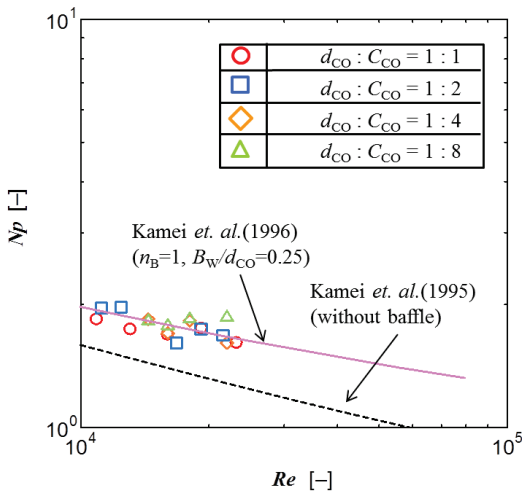 10¹
d_CO : C_CO = 1 : 1
d_CO : C_CO = 1 : 2
d_CO : C_CO = 1 : 4
d_CO : C_CO = 1 : 8
Np [–]
Kamei et. al.(1996)
(n_B=1, B_W/d_CO=0.25)
Kamei et. al.(1995)
(without baffle)
10⁰
10⁴
10⁵
Re [–]